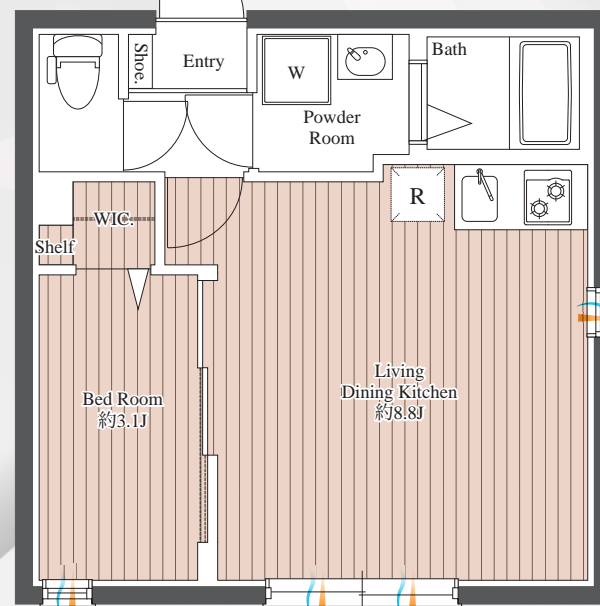 Shoe.
Entry
W
Powder
Room
Bath
R
WIC.
Shelf
Living
Dining Kitchen
約8.8J
Bed Room
約3.1J